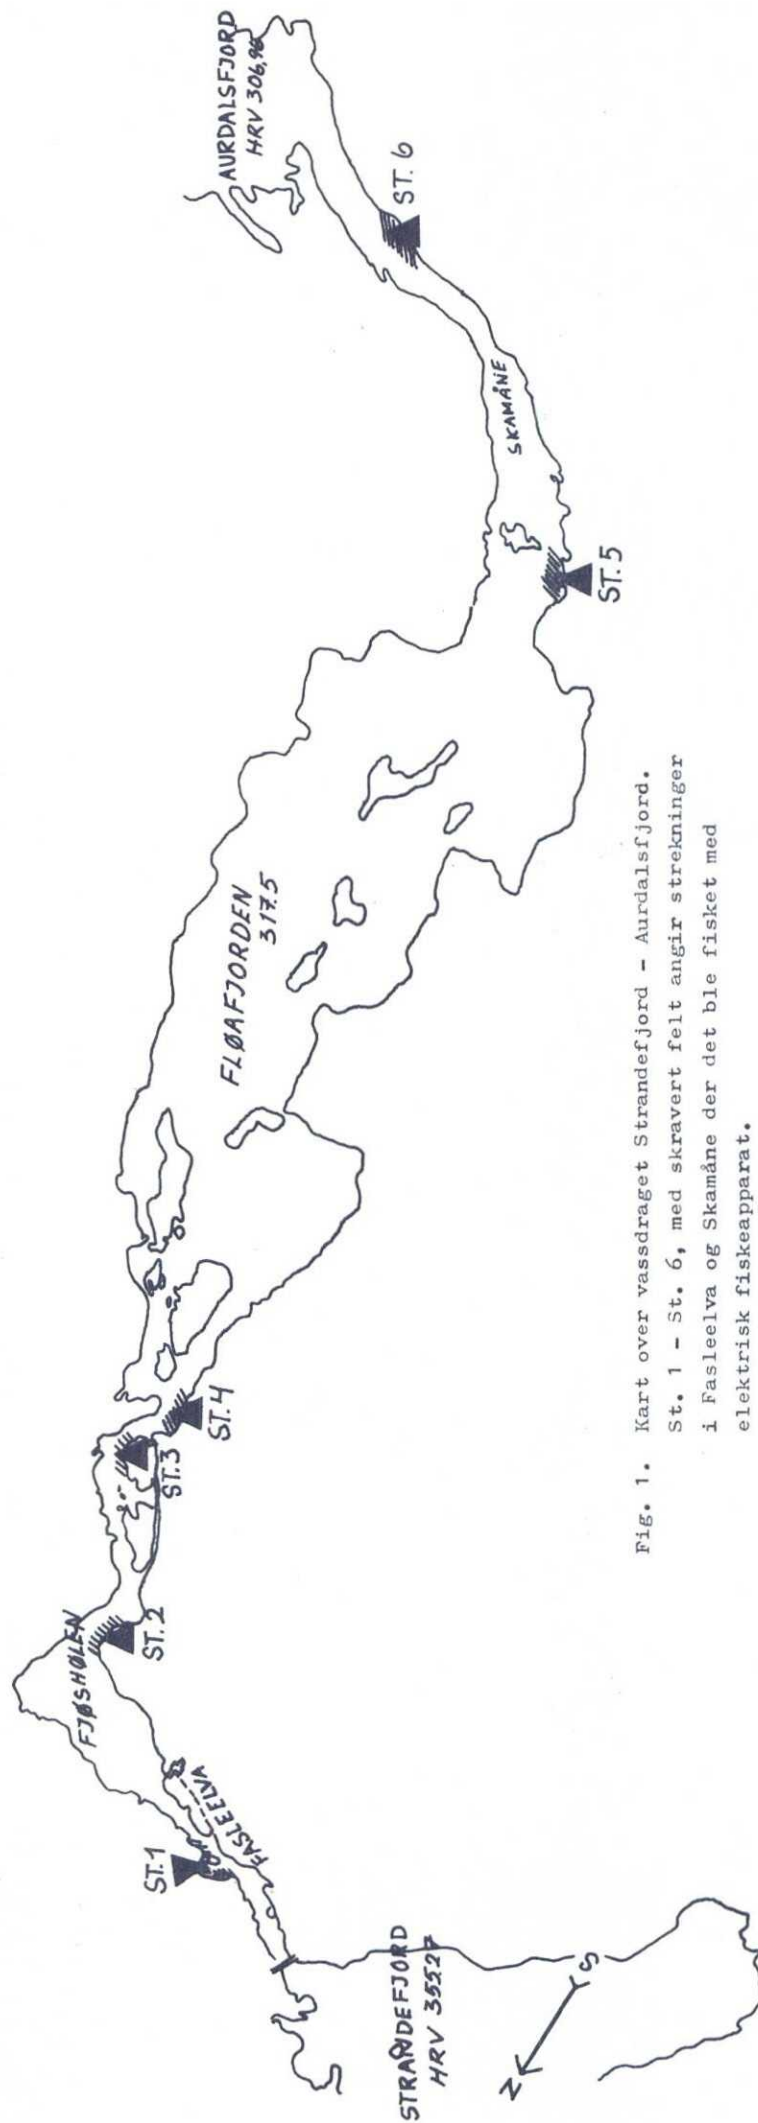 AURDALSFJORD
HRV 306,90
ST. 6
SKAMÅNE
ST. 5
FLØAFJORDEN
317.5
ST. 4
ST. 3
ST. 2
FJØSHØLEN
ST. 1
FASLEELVA
STRANDEFJORD
HRV 355.27
N
S
Fig. 1. Kart over vassdraget Strandefjord - Aurdalsfjord.
St. 1 - St. 6, med skravert felt angir strekninger
i Fasleelva og Skamåne der det ble fisket med
elektrisk fiskeapparat.